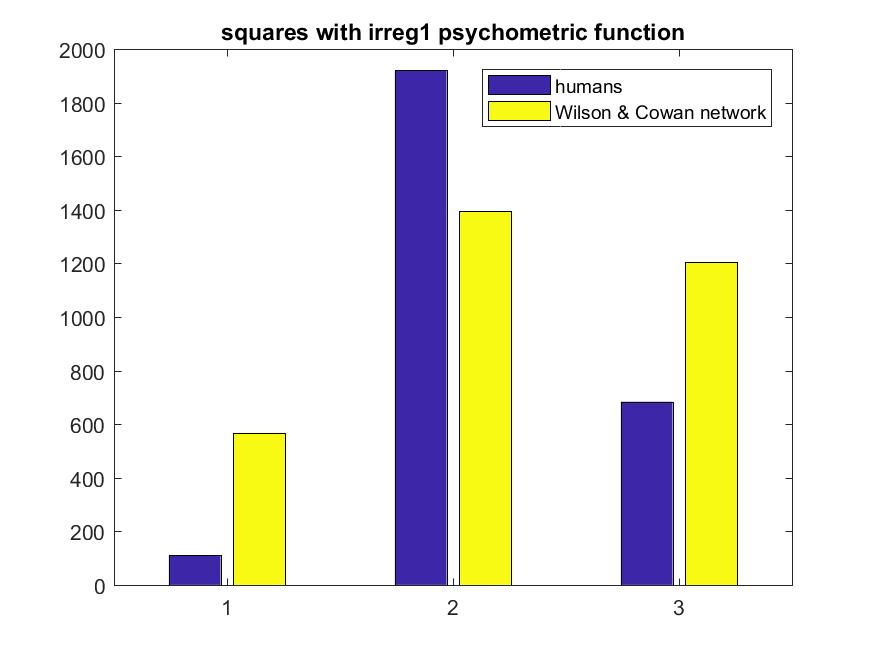 squares with irreg1 psychometric function
2000
1800
1600
1400
1200
1000
800
600
400
200
0
humans
Wilson & Cowan network
1 2 3